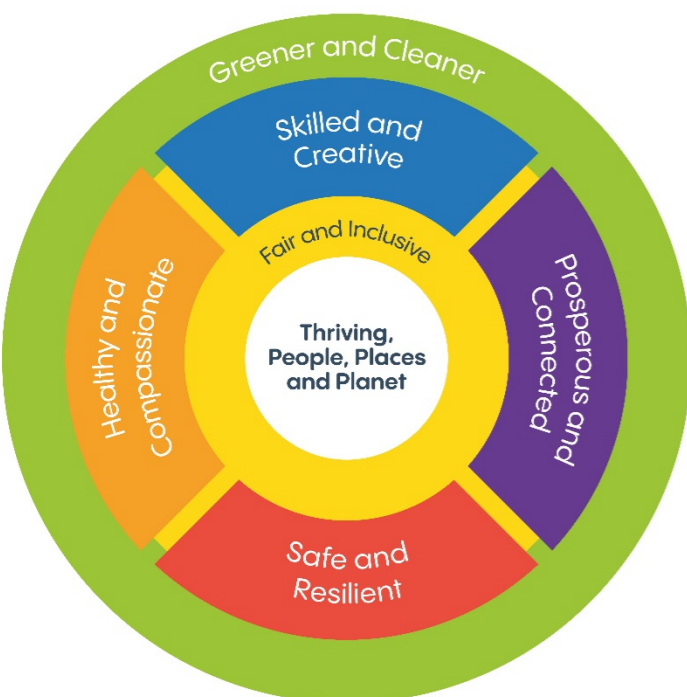 Greener and Cleaner
Skilled and
Creative
Fair and Inclusive
Healthy and
Compassionate
Thriving,
People, Places
and Planet
Prosperous and
Connected
Safe and
Resilient